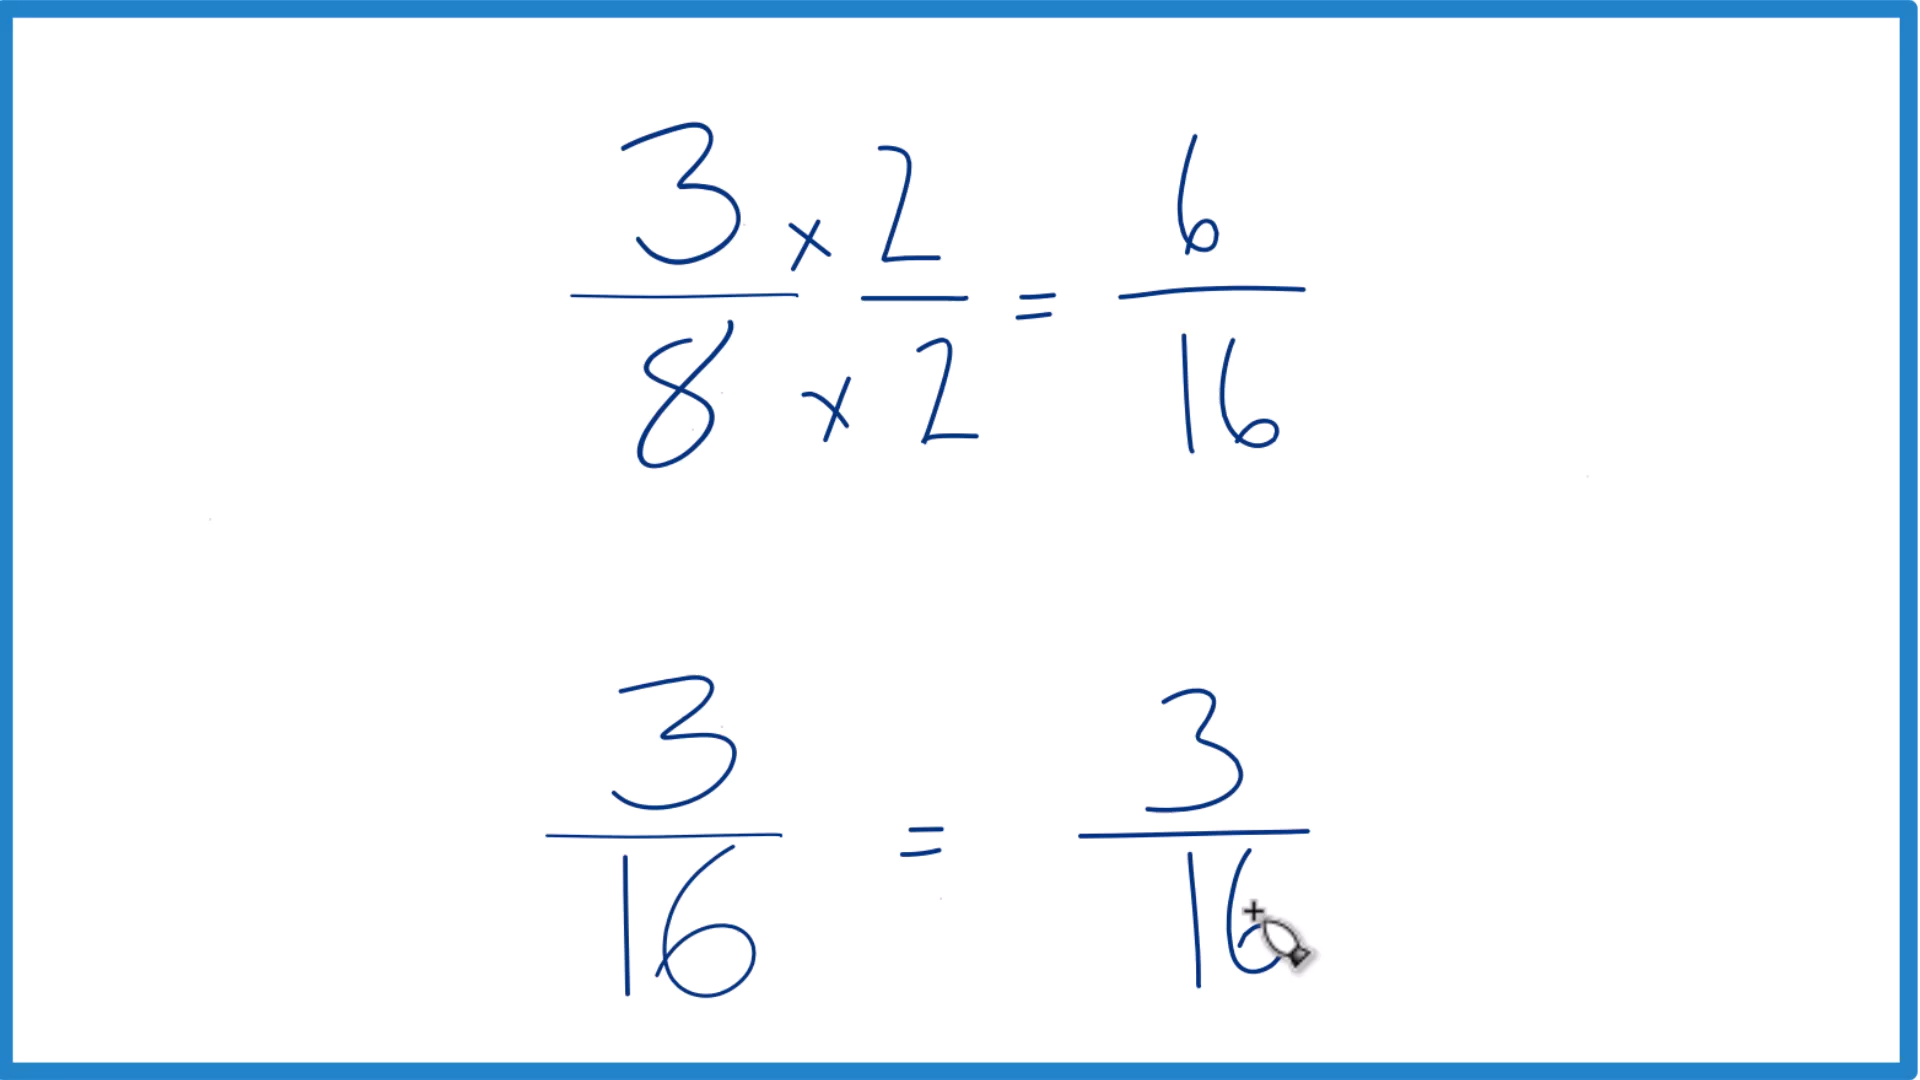 3 x 2 = 6
8 x 2 16
3 = 3
16 16